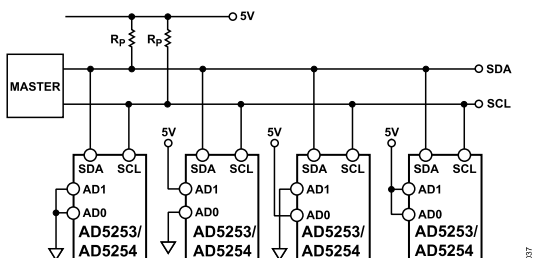 5V
RP RP
MASTER
SDA
SCL
5V 5V 5V
SDA SCL SDA SCL SDA SCL SDA SCL
AD1 AD1 AD1 AD1
AD0 AD0 AD0 AD0
AD5253/ AD5253/ AD5253/ AD5253/
AD5254 AD5254 AD5254 AD5254
037